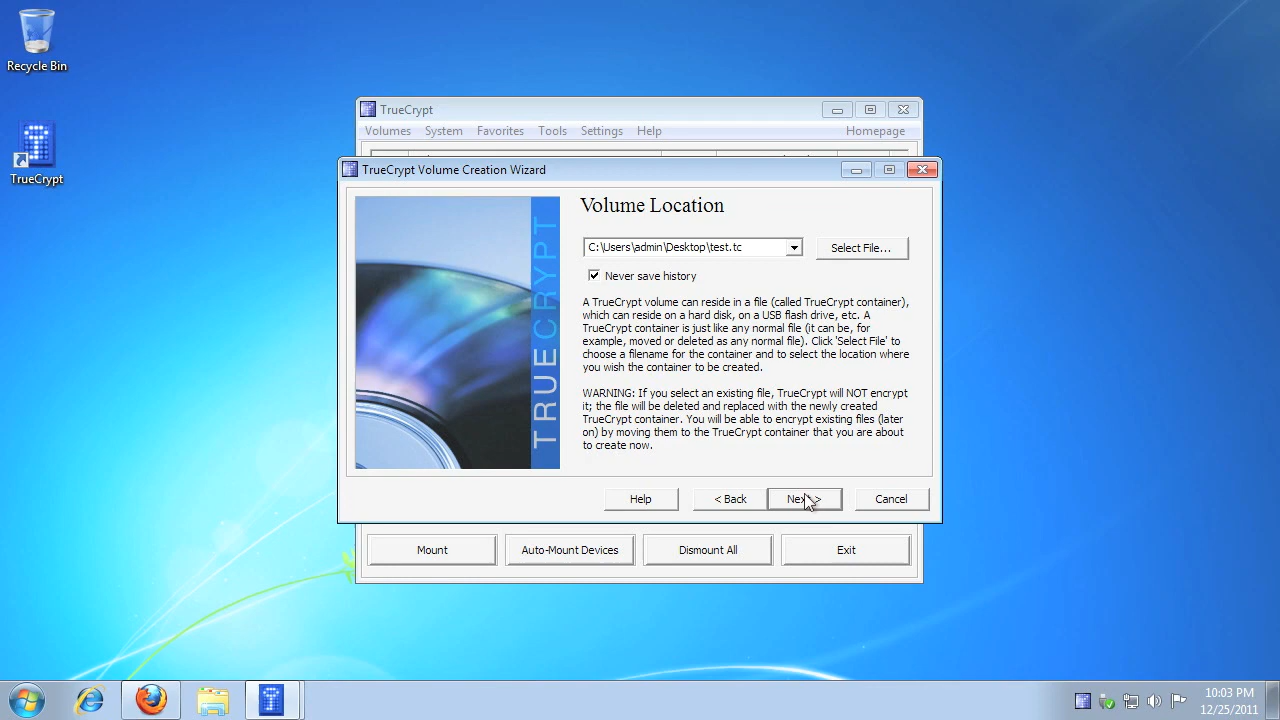 Recycle Bin
TrueCrypt
TrueCrypt
Volumes System Favorites Tools Settings Help Homepage
TrueCrypt Volume Creation Wizard
TRUECRYPT
Volume Location
C:\Users\admin\Desktop\test.tc
Select File...
Never save history
A TrueCrypt volume can reside in a file (called TrueCrypt container),
which can reside on a hard disk, on a USB flash drive, etc. A
TrueCrypt container is just like any normal file (it can be, for
example, moved or deleted as any normal file). Click 'Select File' to
choose a filename for the container and to select the location where
you wish the container to be created.
WARNING: If you select an existing file, TrueCrypt will NOT encrypt
it; the file will be deleted and replaced with the newly created
TrueCrypt container. You will be able to encrypt existing files (later
on) by moving them to the TrueCrypt container that you are about
to create now.
Help < Back Next > Cancel
Mount Auto-Mount Devices Dismount All Exit
10:03 PM
12/25/2011